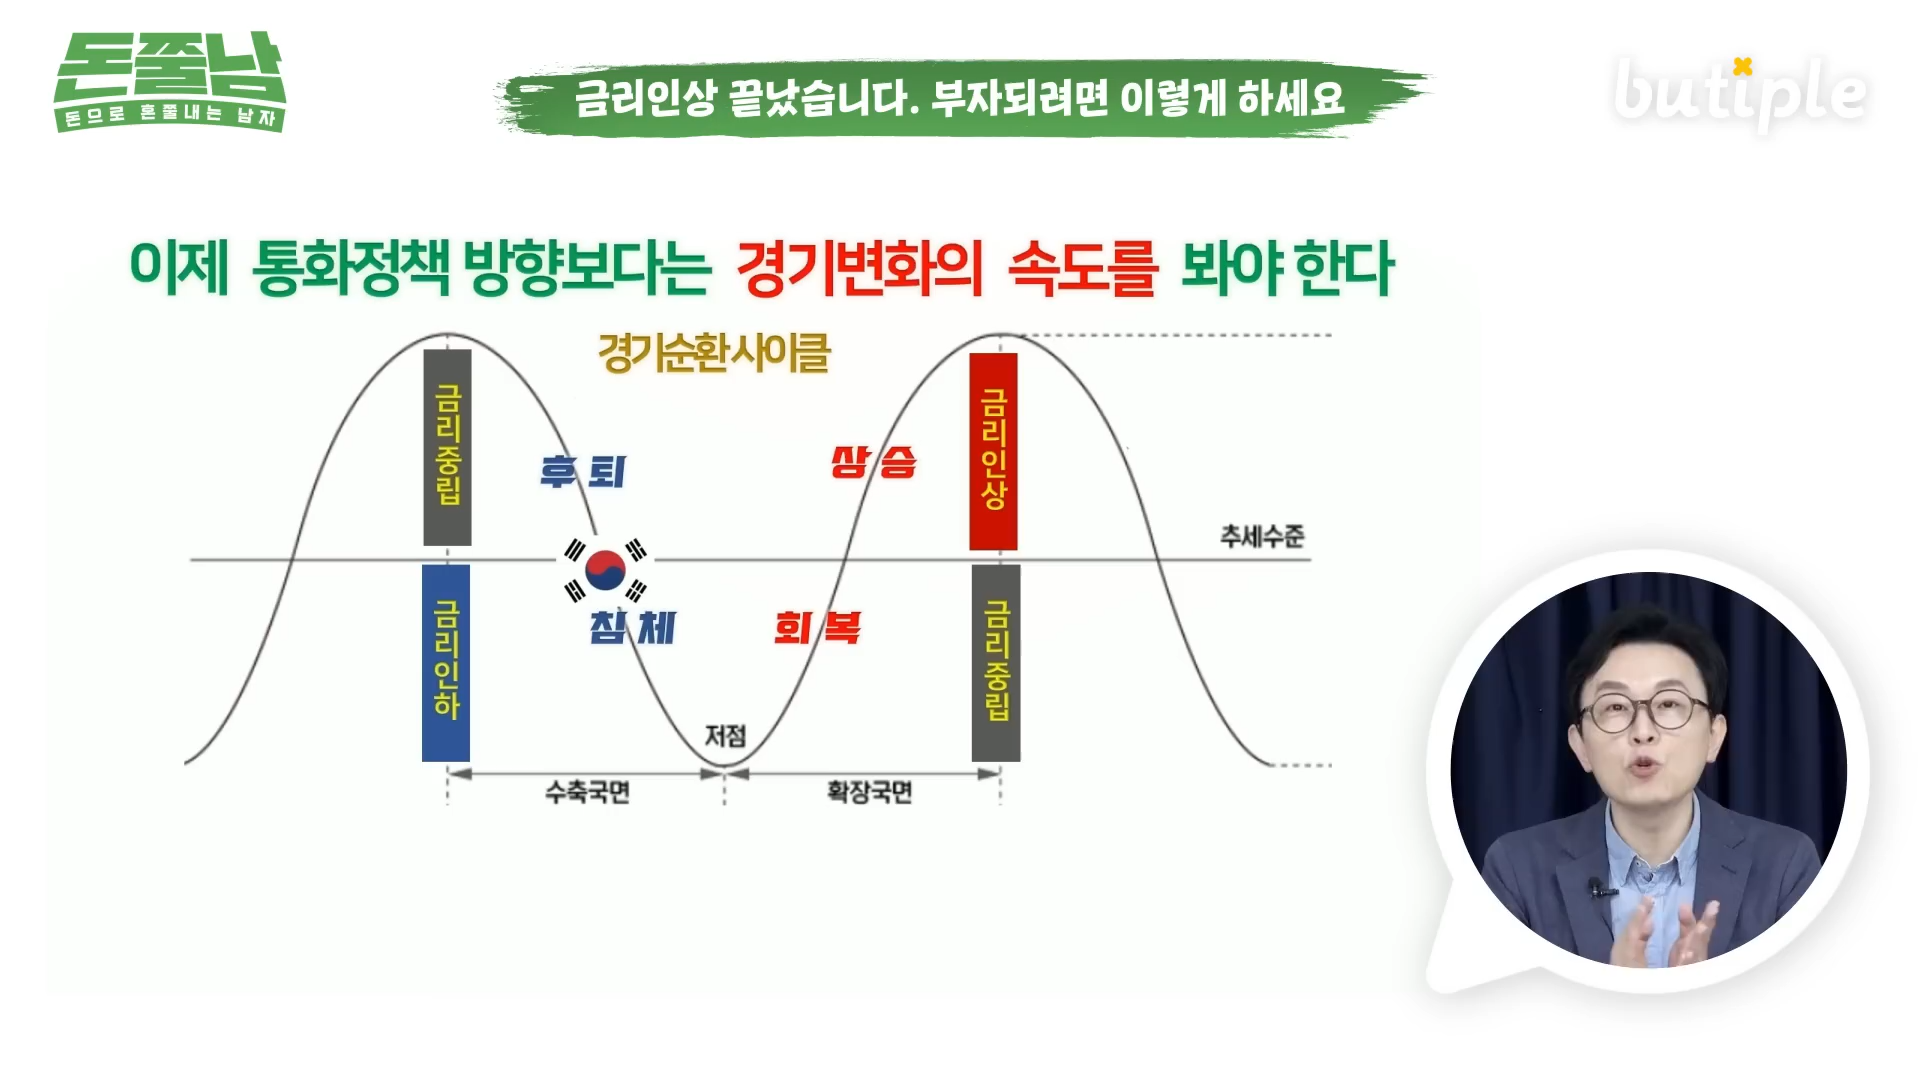 돈쭐남
돈으로 혼쭐내는 남자
금리인상 끝났습니다. 부자되려면 이렇게 하세요
butiple
이제 통화정책 방향보다는 경기변화의 속도를 봐야 한다
경기순환 사이클
금리중립
금리인상
후퇴
상승
추세수준
금리인하
침체
회복
금리중립
저점
수축국면
확장국면